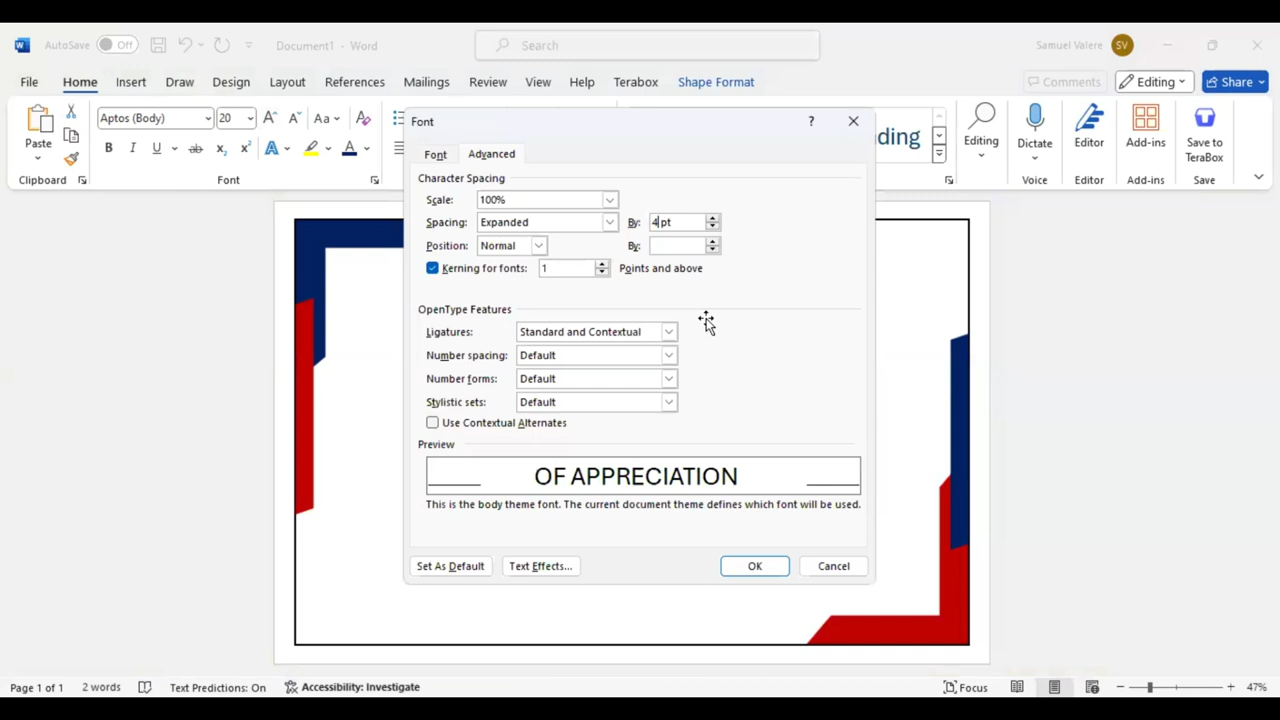 AutoSave Off Document1 - Word Search Samuel Valere SV
File Home Insert Draw Design Layout References Mailings Review View Help Terabox Shape Format Comments Editing Share
Paste Aptos (Body) 20 Aa ading Editing Dictate Editor Add-ins Save to TeraBox
B I U ab x₂ x² A A
Clipboard Font Voice Editor Add-ins Save
Font ?
Font Advanced
Character Spacing
Scale: 100%
Spacing: Expanded By: 4 pt
Position: Normal By:
Kerning for fonts: 1 Points and above
OpenType Features
Ligatures: Standard and Contextual
Number spacing: Default
Number forms: Default
Stylistic sets: Default
Use Contextual Alternates
Preview
OF APPRECIATION
This is the body theme font. The current document theme defines which font will be used.
Set As Default Text Effects... OK Cancel
Page 1 of 1 2 words Text Predictions: On Accessibility: Investigate Focus 47%